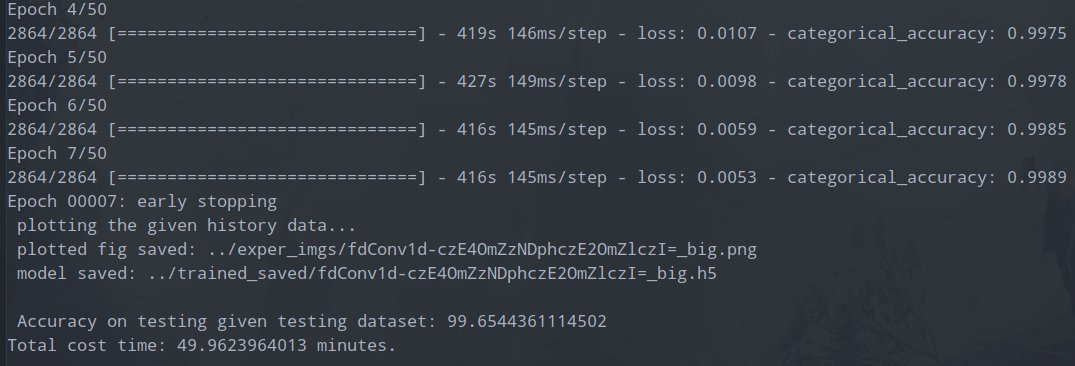 Epoch 4/50
2864/2864 [==============================] - 419s 146ms/step - loss: 0.0107 - categorical_accuracy: 0.9975
Epoch 5/50
2864/2864 [==============================] - 427s 149ms/step - loss: 0.0098 - categorical_accuracy: 0.9978
Epoch 6/50
2864/2864 [==============================] - 416s 145ms/step - loss: 0.0059 - categorical_accuracy: 0.9985
Epoch 7/50
2864/2864 [==============================] - 416s 145ms/step - loss: 0.0053 - categorical_accuracy: 0.9989
Epoch 00007: early stopping
plotting the given history data...
plotted fig saved: ../exper_imgs/fdConv1d-czE4OmZzNDphczE2OmZlczI=_big.png
model saved: ../trained_saved/fdConv1d-czE4OmZzNDphczE2OmZlczI=_big.h5
Accuracy on testing given testing dataset: 99.6544361114502
Total cost time: 49.9623964013 minutes.